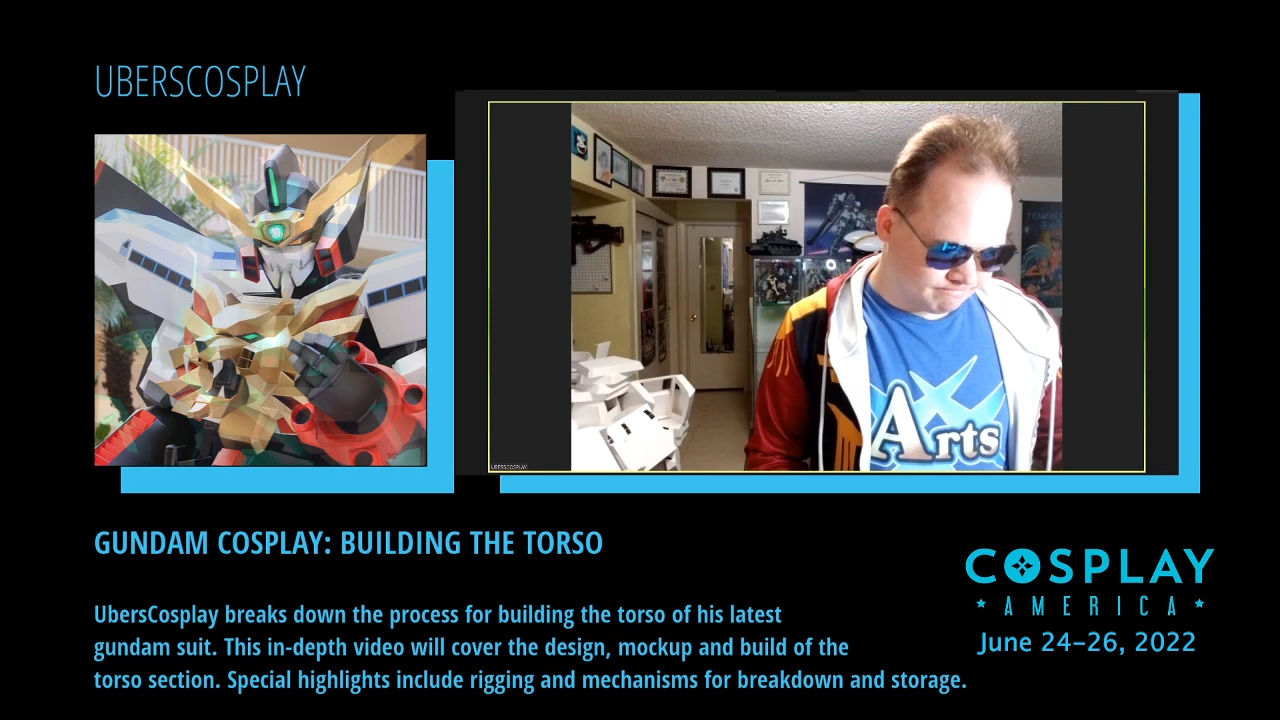 UBERSCOSPLAY
Arts
UBERSCOSPLAY
GUNDAM COSPLAY: BUILDING THE TORSO
UbersCosplay breaks down the process for building the torso of his latest
gundam suit. This in-depth video will cover the design, mockup and build of the
torso section. Special highlights include rigging and mechanisms for breakdown and storage.
COSPLAY
AMERICA
June 24-26, 2022